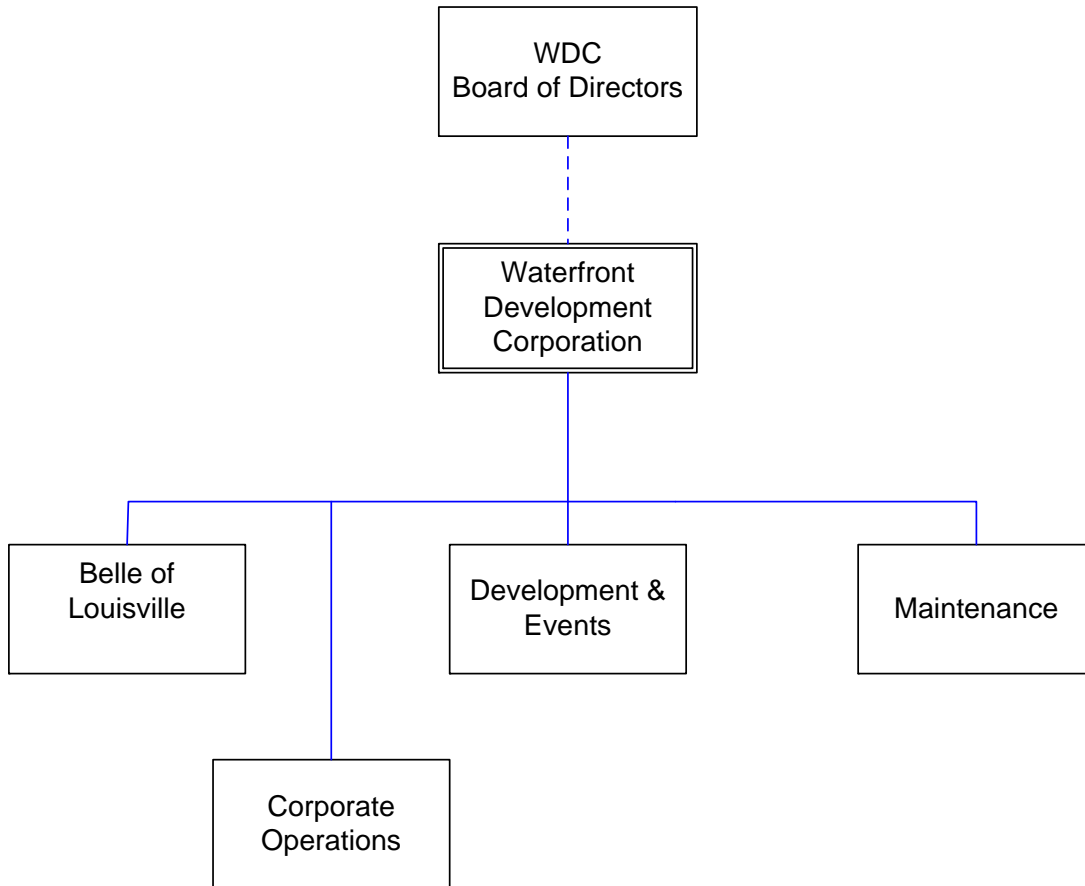 WDC
Board of Directors
Waterfront
Development
Corporation
Belle of
Louisville
Development &
Events
Maintenance
Corporate
Operations